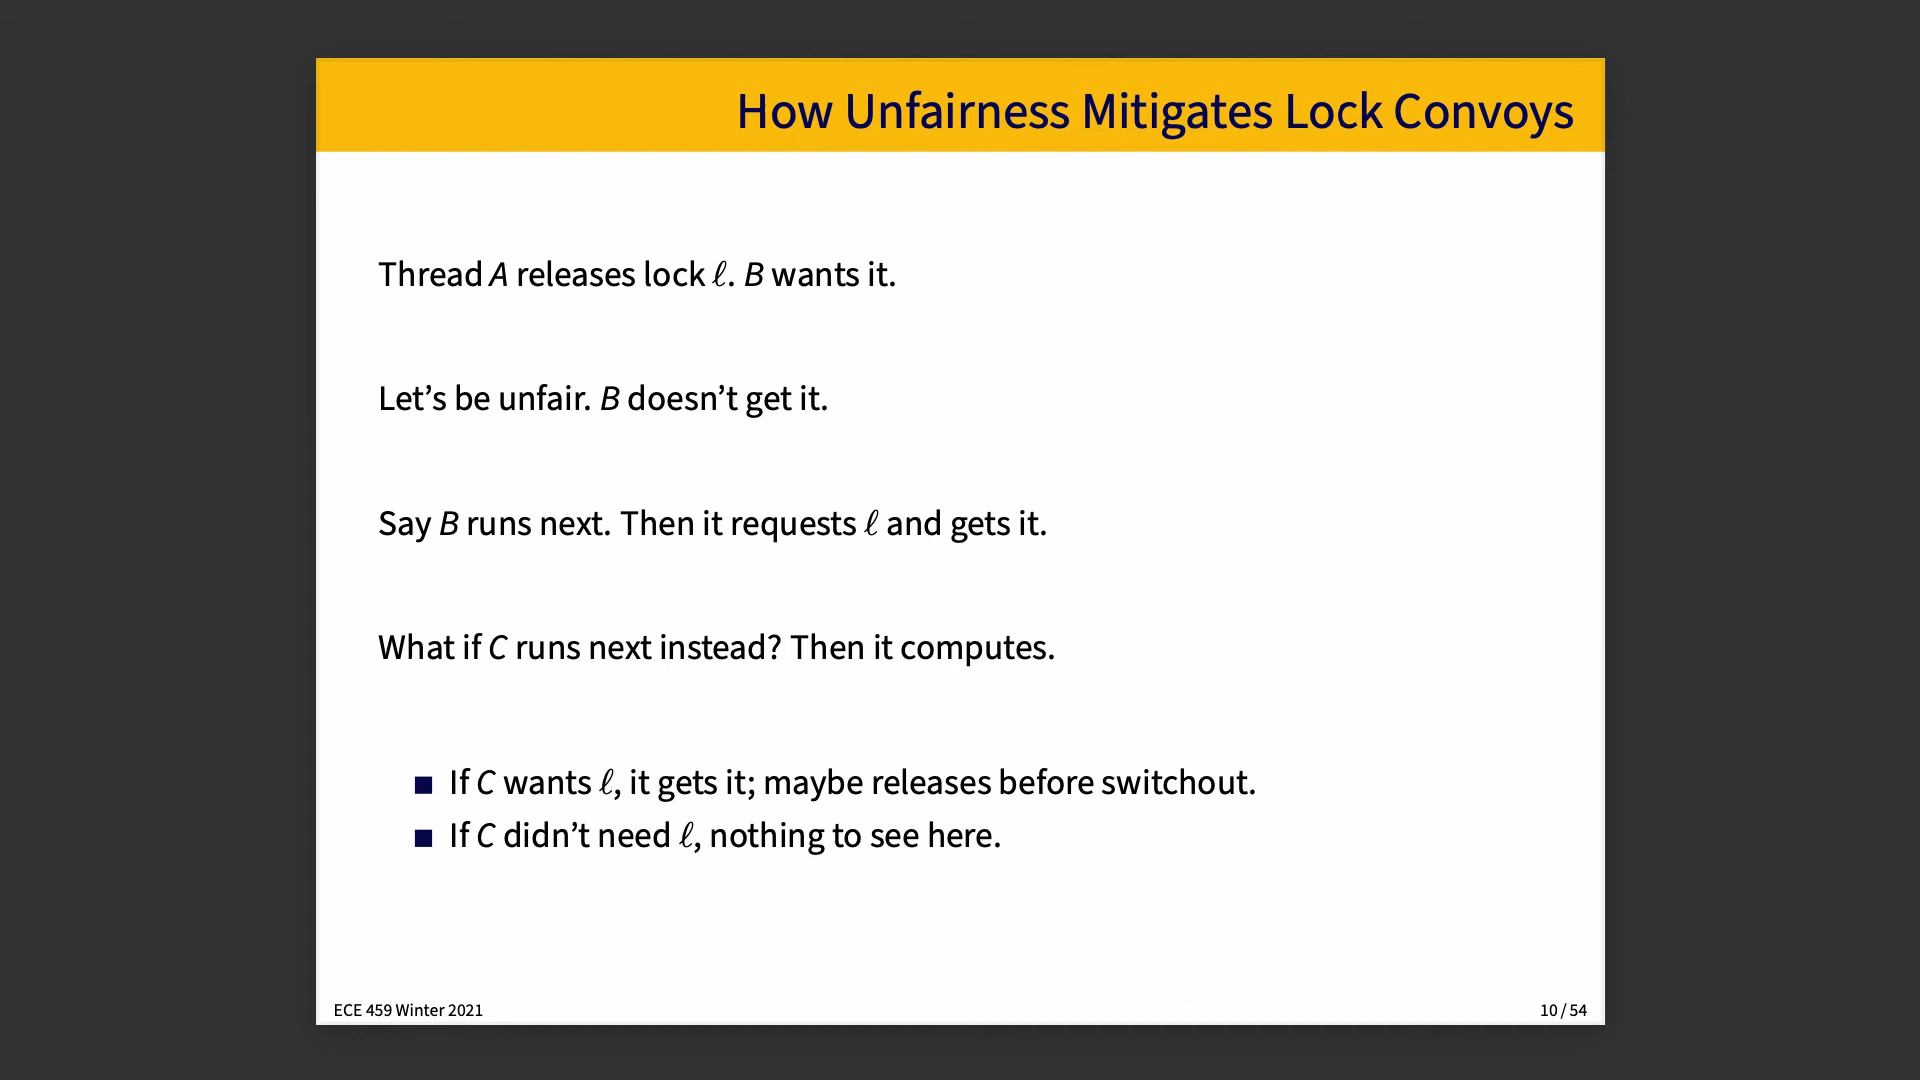 How Unfairness Mitigates Lock Convoys
Thread A releases lock ℓ. B wants it.
Let’s be unfair. B doesn’t get it.
Say B runs next. Then it requests ℓ and gets it.
What if C runs next instead? Then it computes.
■ If C wants ℓ, it gets it; maybe releases before switchout.
■ If C didn’t need ℓ, nothing to see here.
ECE 459 Winter 2021
10 / 54